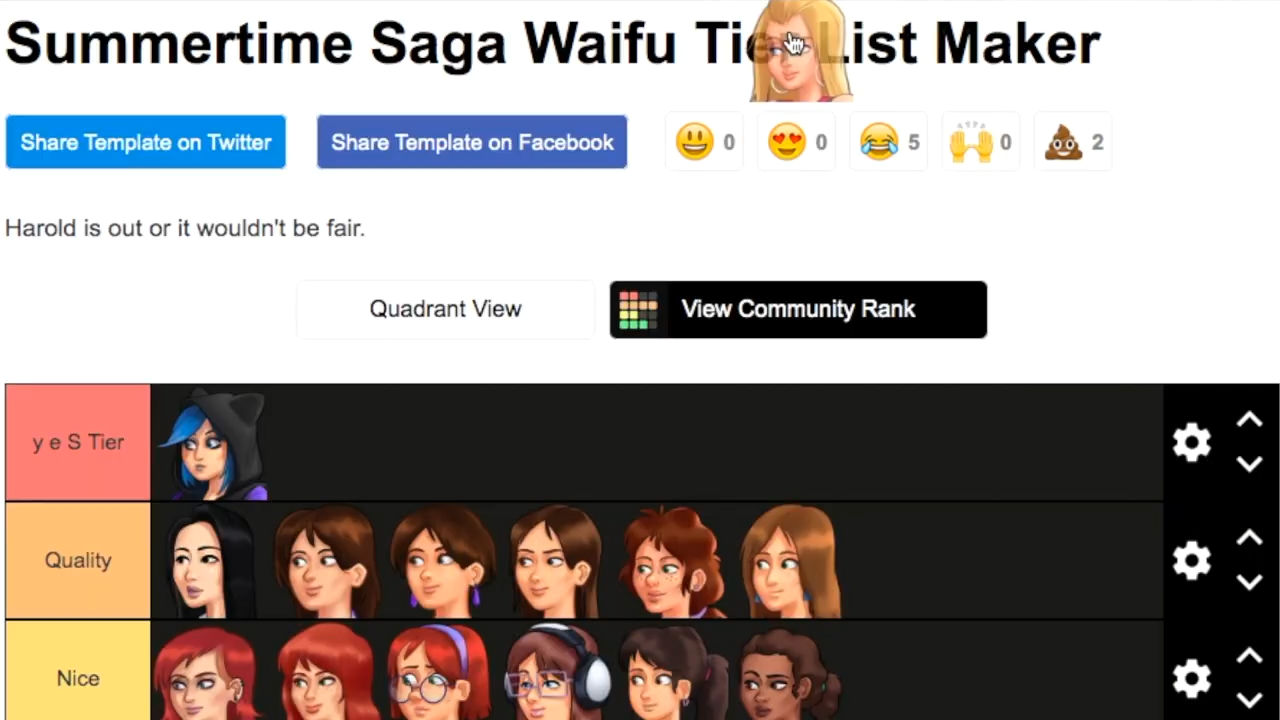 Summertime Saga Waifu Tier List Maker
Share Template on Twitter
Share Template on Facebook
0
0
5
0
2
Harold is out or it wouldn't be fair.
Quadrant View
View Community Rank
y e S Tier
Quality
Nice